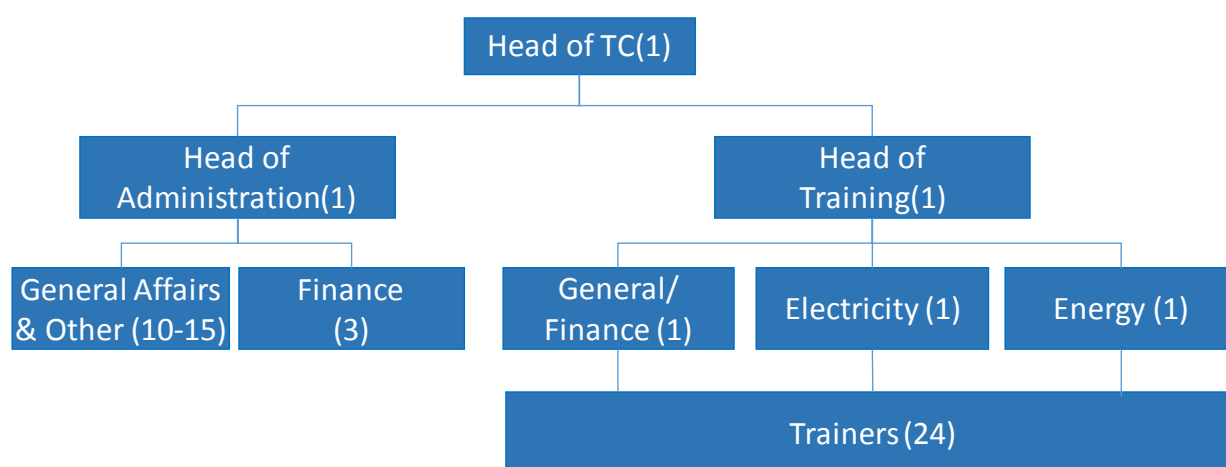 Head of TC(1)
Head of
Administration(1)
Head of
Training(1)
General Affairs
& Other (10-15)
Finance
(3)
General/
Finance (1)
Electricity (1)
Energy (1)
Trainers (24)